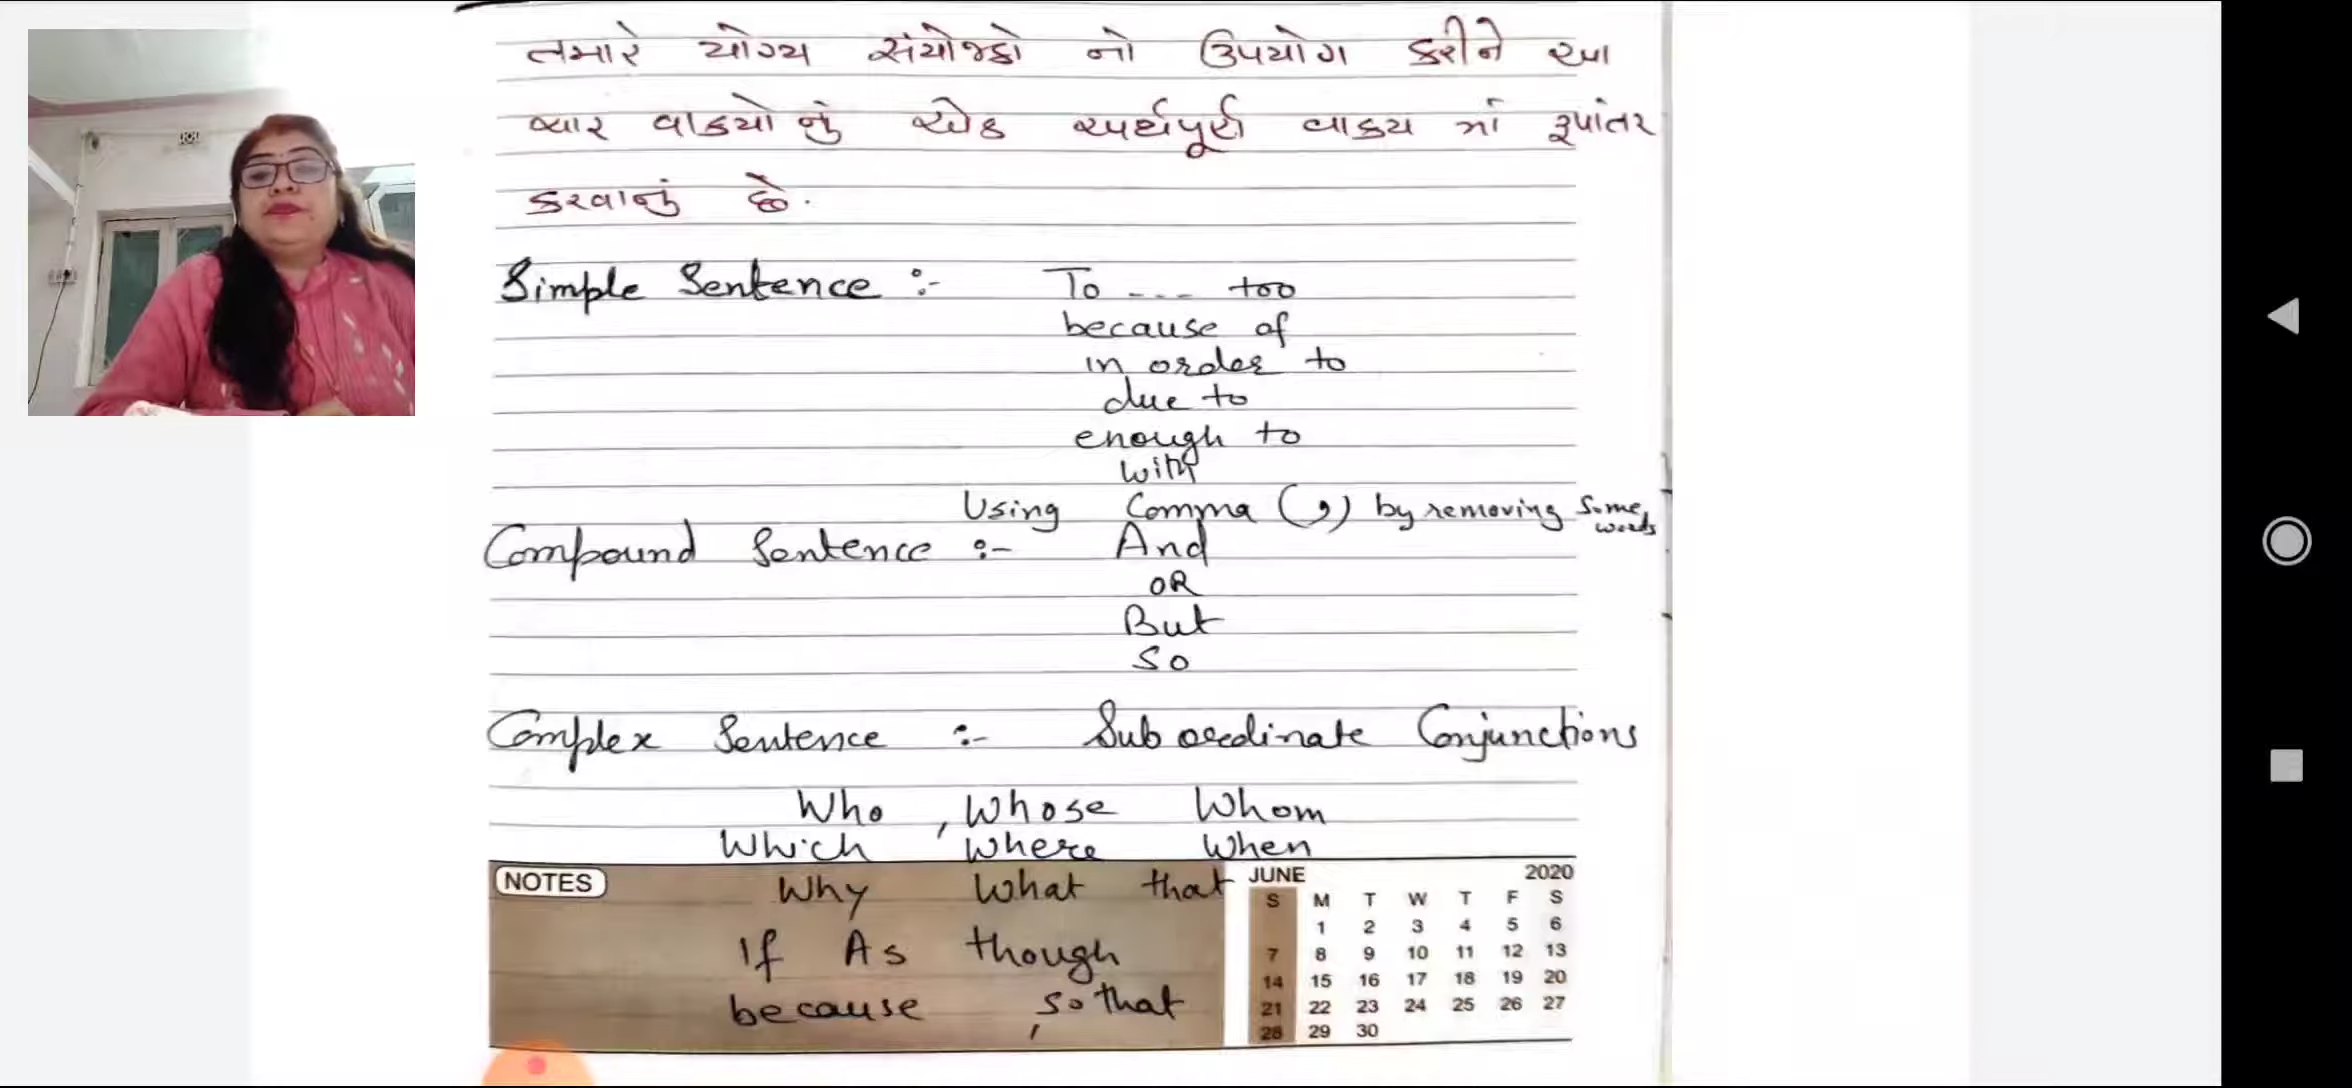 તમારે યોગ્ય સંયોજકો નો ઉપયોગ કરીને આ
ચાર વાકયો નું એક અર્થપૂર્ણ વાકય માં રૂપાંતર
કરવાનું છે.
Simple Sentence :- To --- too
because of
in order to
due to
enough to
with
Using Comma (,) by removing some words
Compound Sentence :- And
OR
But
so
Complex Sentence :- Subordinate Conjunctions
Who , Whose Whom
Which Where When
NOTES
Why What that
If As though
because , so that
JUNE 2020
S M T W T F S
1 2 3 4 5 6
7 8 9 10 11 12 13
14 15 16 17 18 19 20
21 22 23 24 25 26 27
28 29 30